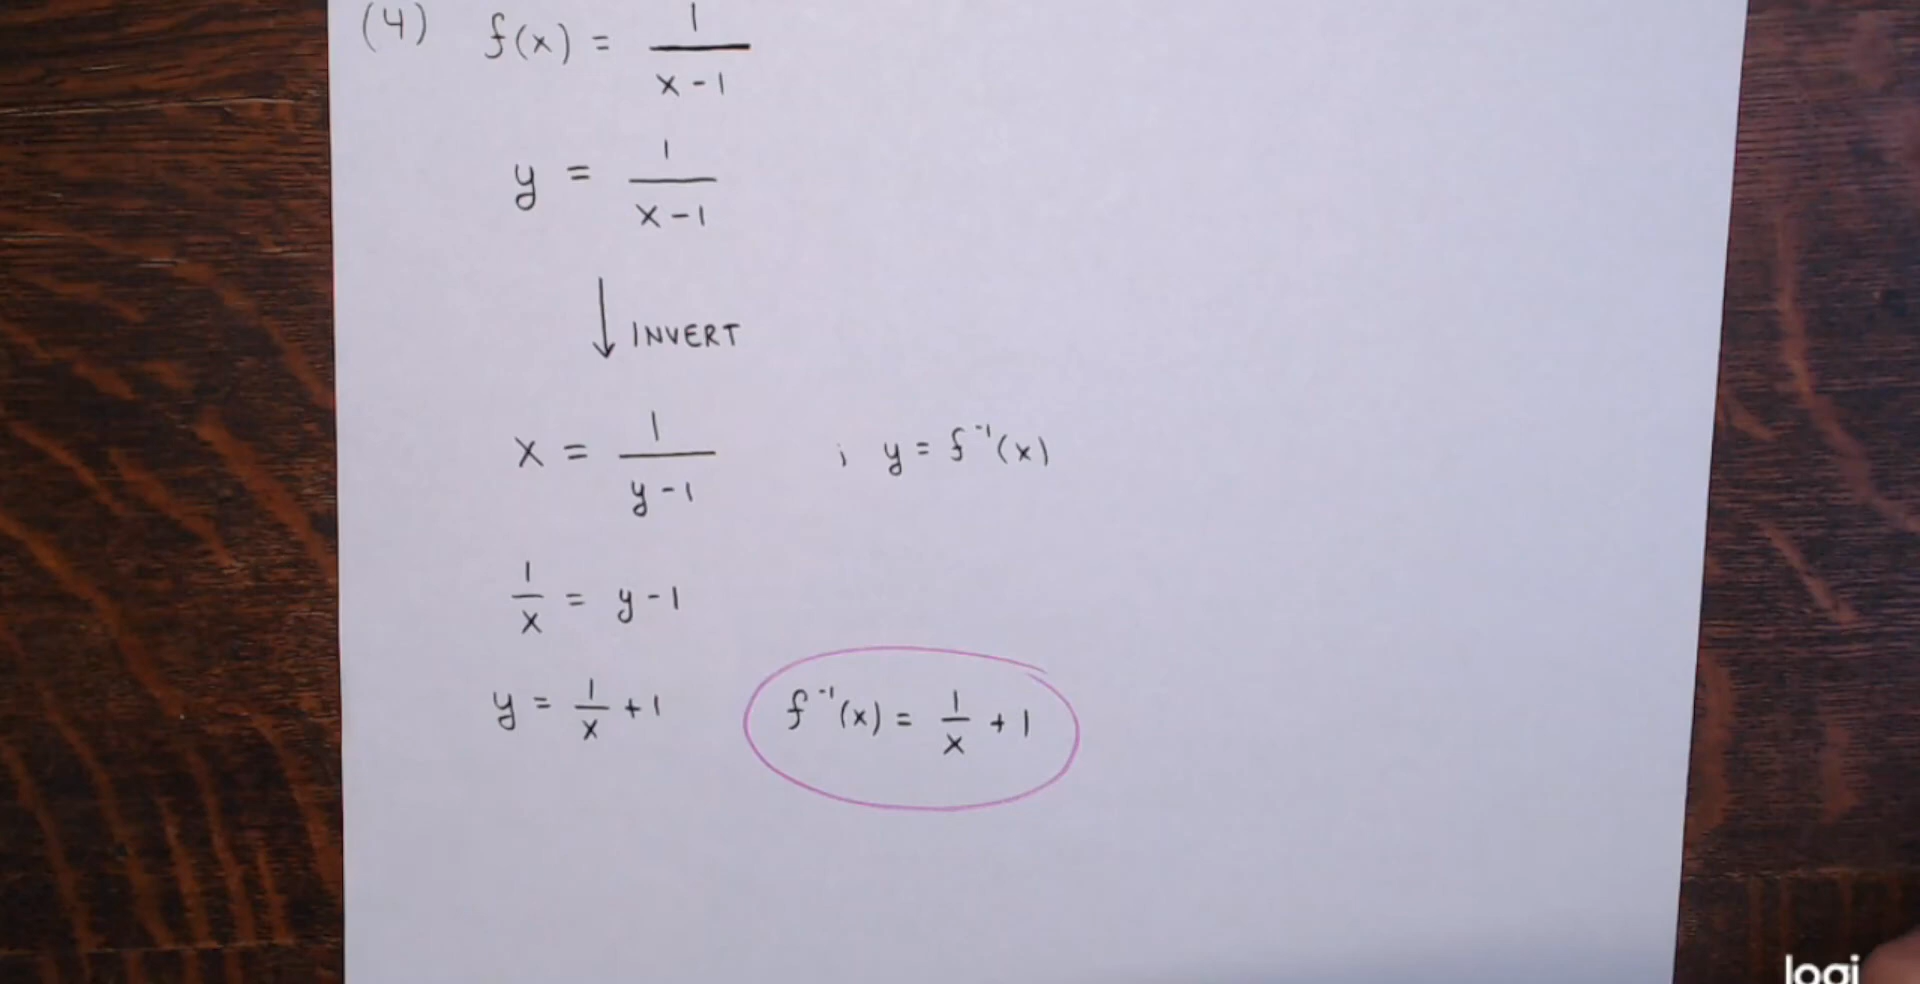 (4) f(x) = 1/(x - 1)
y = 1/(x - 1)
↓ INVERT
x = 1/(y - 1) ; y = f⁻¹(x)
1/x = y - 1
y = 1/x + 1 f⁻¹(x) = 1/x + 1
logi